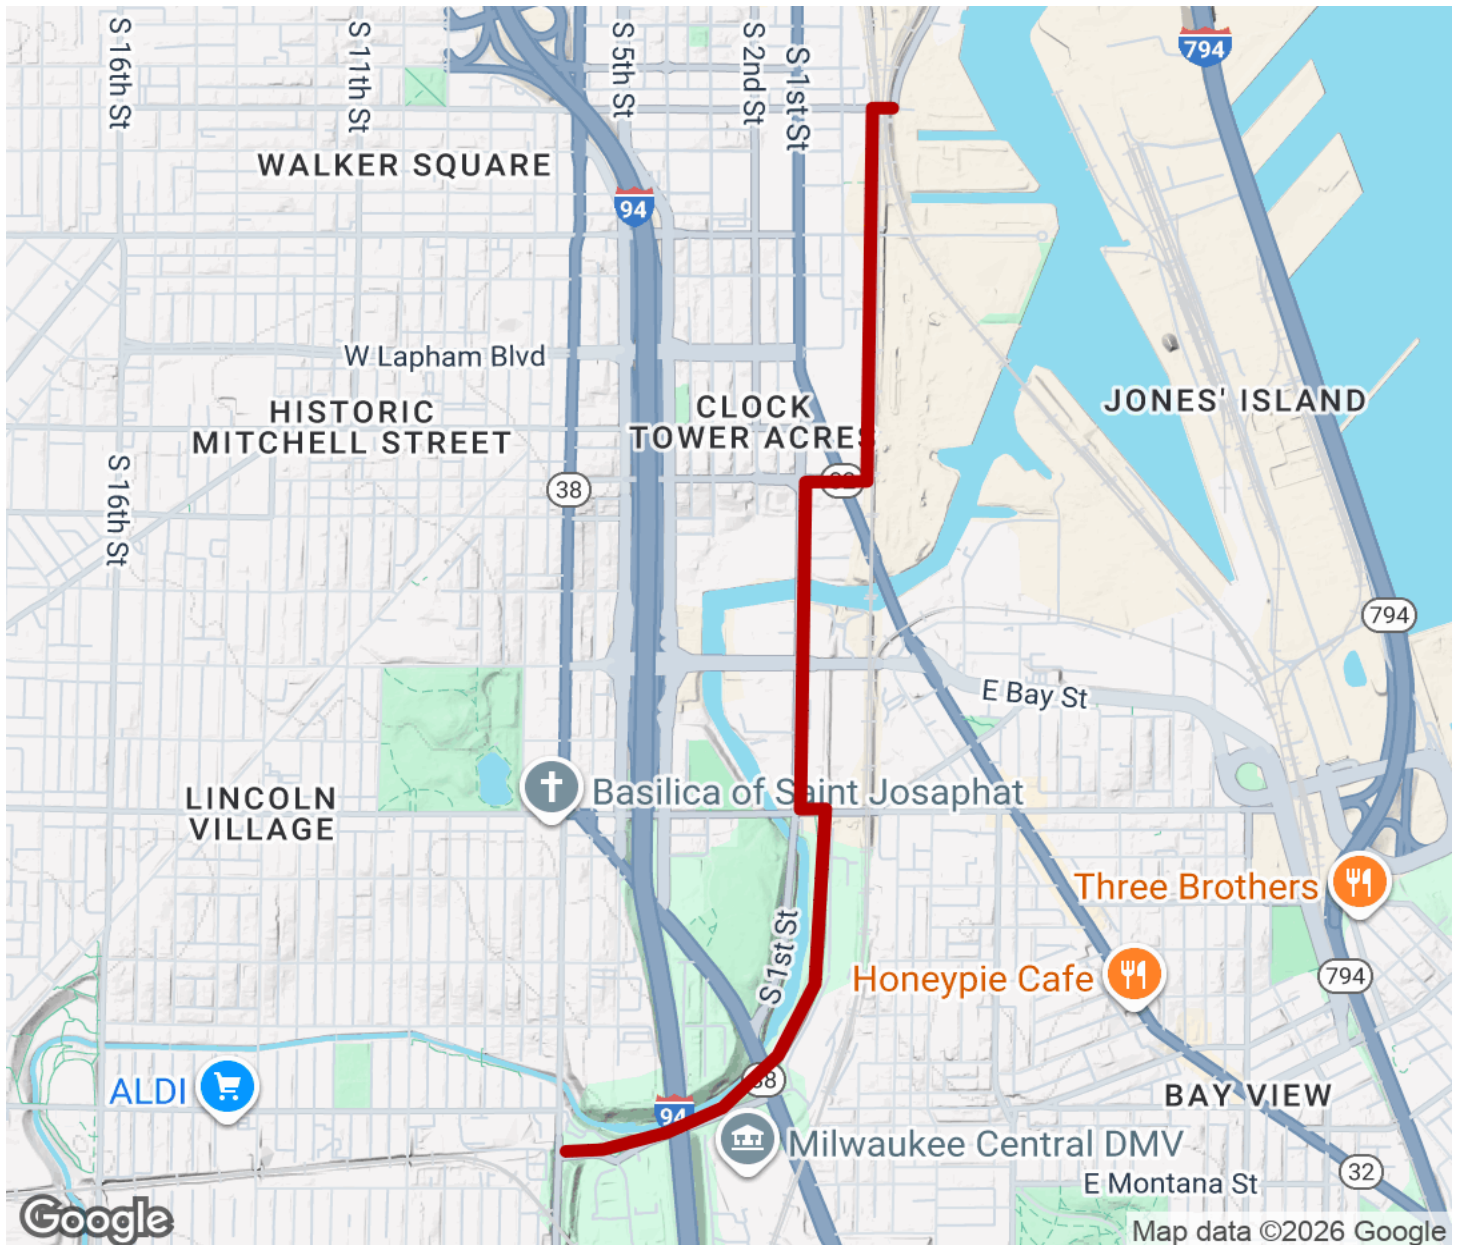 S 16th St
S 11th St
S 5th St
S 2nd St
S 1st St
794
WALKER SQUARE
94
W Lapham Blvd
HISTORIC
MITCHELL STREET
CLOCK
TOWER ACRES
JONES' ISLAND
S 16th St
38
794
E Bay St
Basilica of Saint Josaphat
LINCOLN
VILLAGE
Three Brothers
S 1st St
Honeypie Cafe
794
ALDI
38
94
BAY VIEW
Milwaukee Central DMV
E Montana St
32
Google
Map data ©2026 Google